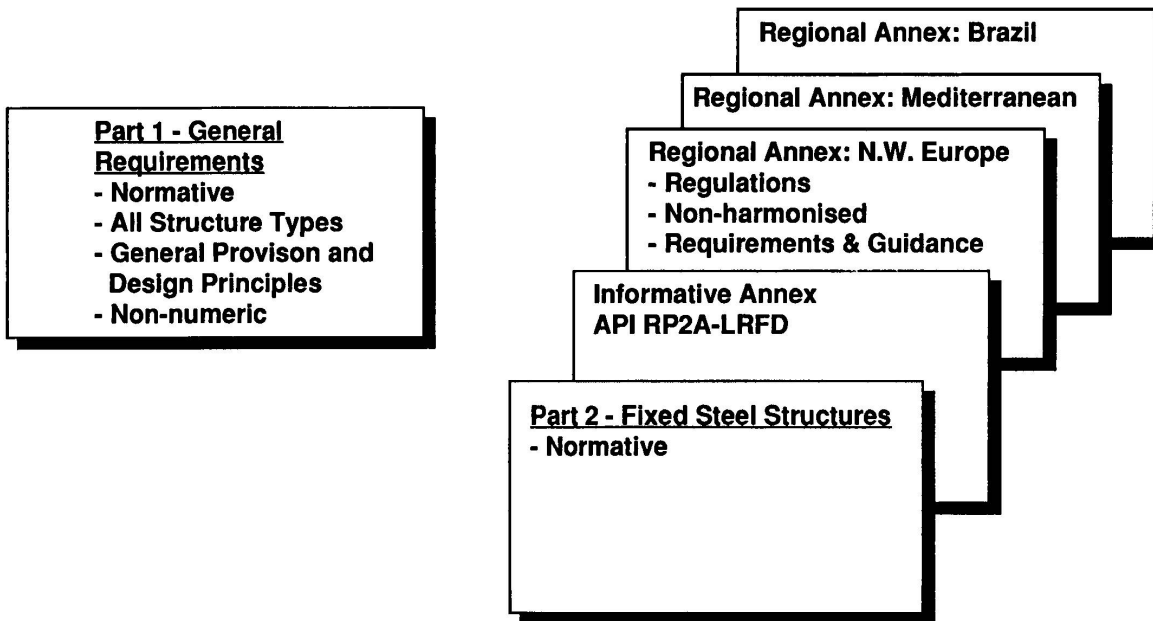 Part 1 - General
Requirements
- Normative
- All Structure Types
- General Provison and
Design Principles
- Non-numeric
Regional Annex: Brazil
Regional Annex: Mediterranean
Regional Annex: N.W. Europe
- Regulations
- Non-harmonised
- Requirements & Guidance
Informative Annex
API RP2A-LRFD
Part 2 - Fixed Steel Structures
- Normative